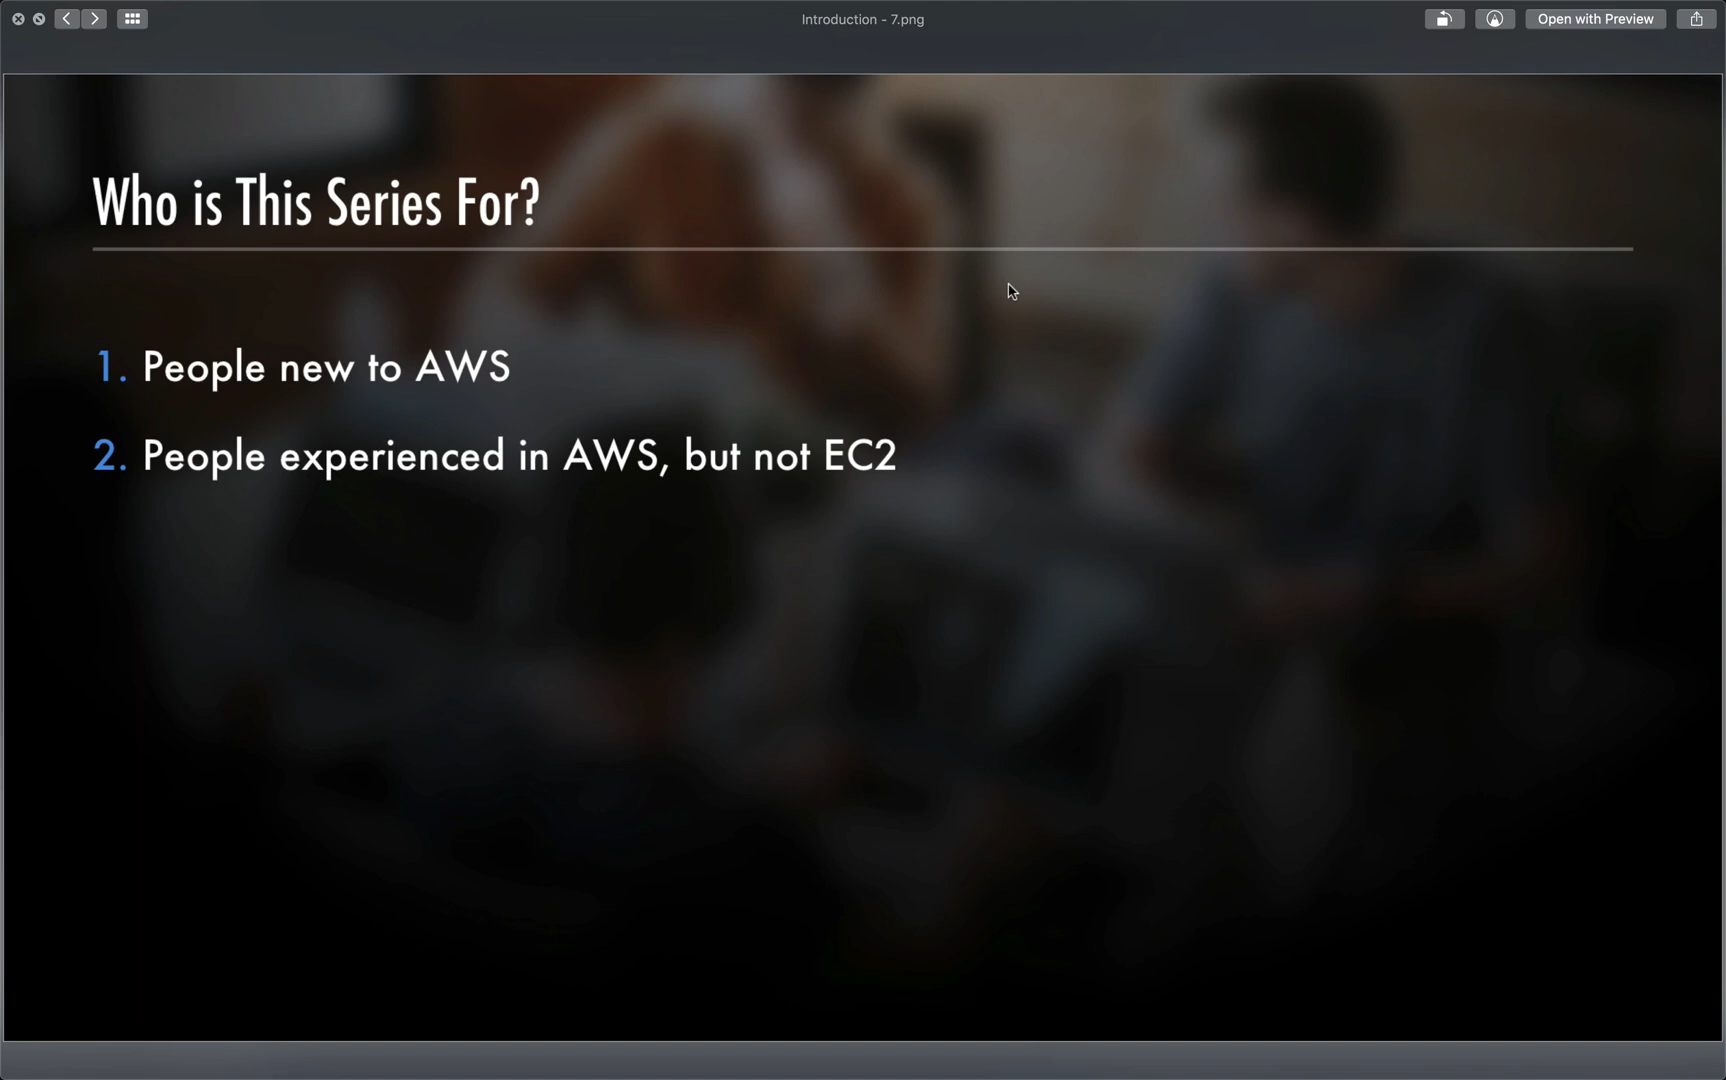 Introduction - 7.png
Open with Preview
Who is This Series For?
1. People new to AWS
2. People experienced in AWS, but not EC2